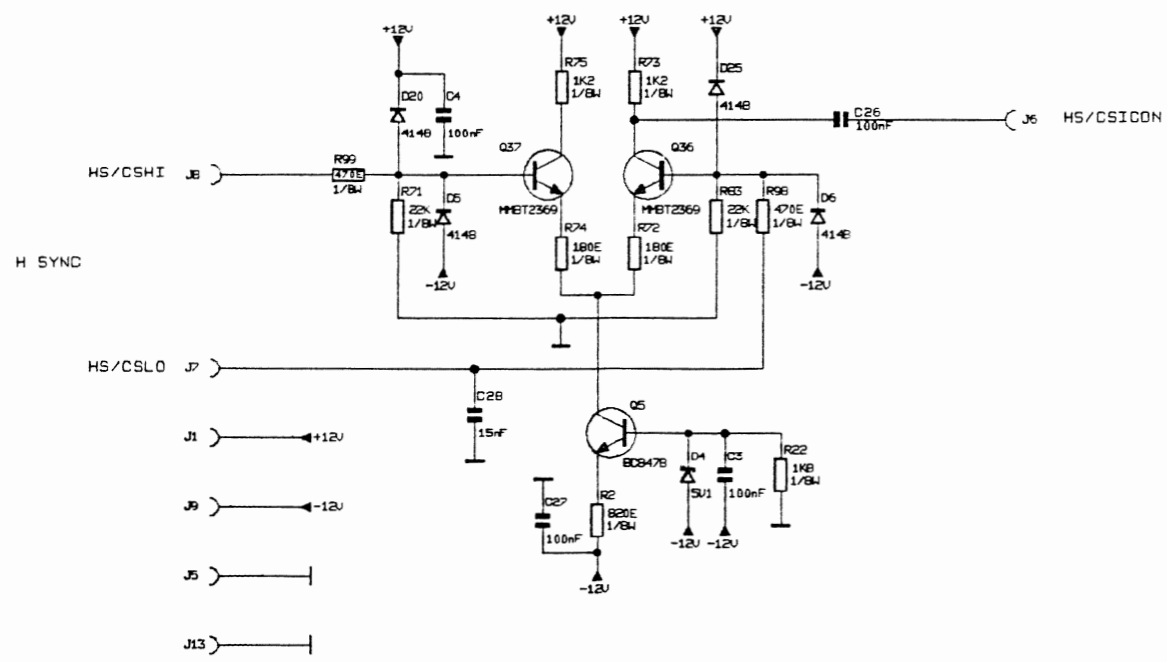 +12V
+12V
+12V
+12V
R75
1K2
1/8W
R73
1K2
1/8W
D25
4148
D20
4148
C4
100nF
C26
100nF
J6
HS/CSICON
Q37
MMBT2369
Q36
MMBT2369
HS/CSHI
J8
R99
470E
1/8W
R71
22K
1/8W
D5
4148
-12V
R74
180E
1/8W
R72
180E
1/8W
R83
22K
1/8W
R98
470E
1/8W
D6
4148
-12V
H SYNC
HS/CSLO
J7
C28
15nF
Q5
BC847B
J1
+12V
D4
5V1
C3
100nF
R22
1K8
1/8W
J9
-12V
C27
100nF
R2
820E
1/8W
-12V
-12V
-12V
J5
J13